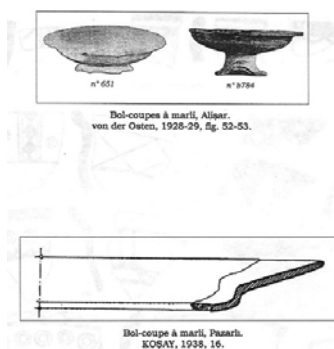 n° 651
n° b784
Bol-coupes à marli, Alişar.
von der Osten, 1928-29, fig. 52-53.
Bol-coupe à marli, Pazarlı.
KOŞAY, 1938, 16.